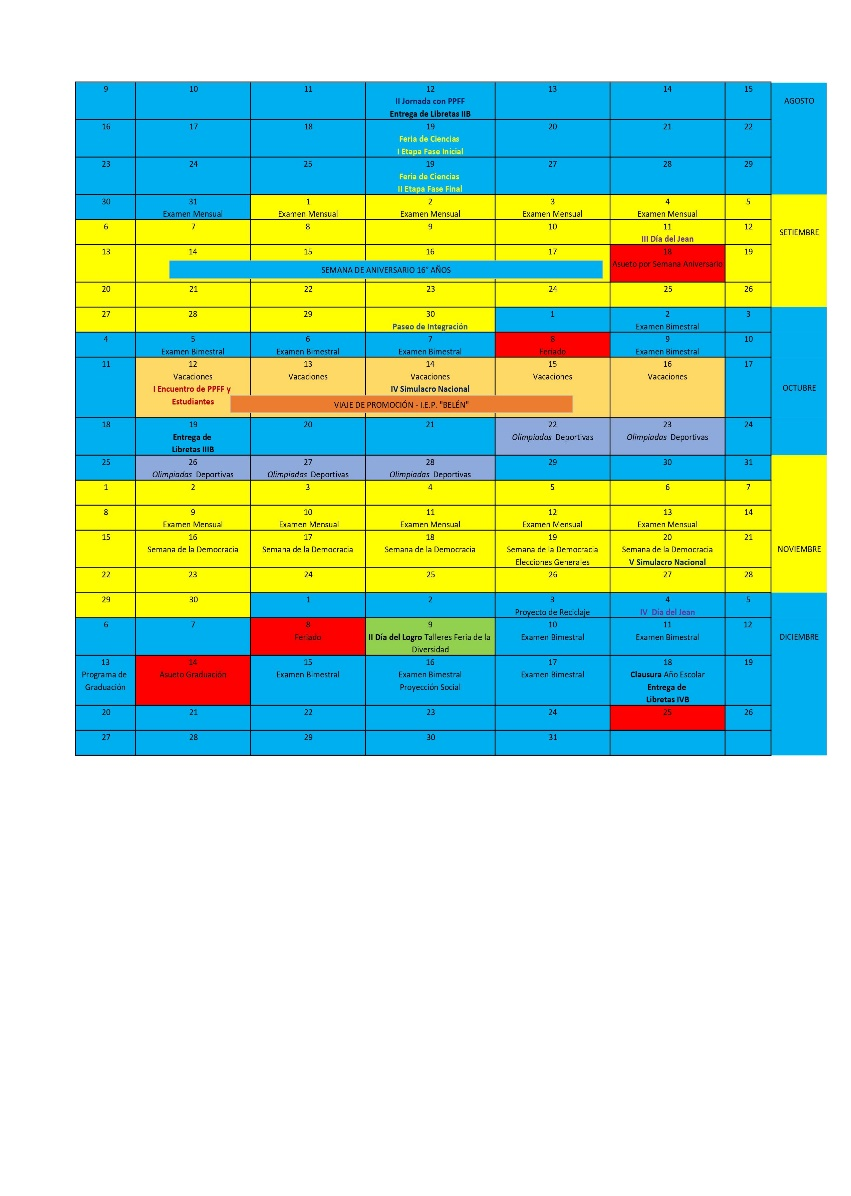 9 10 11 12 13 14 15 AGOSTO
II Jornada con PPFF
Entrega de Libretas IIB
16 17 18 19 20 21 22
Feria de Ciencias
I Etapa Fase Inicial
23 24 25 19 27 28 29
Feria de Ciencias
II Etapa Fase Final
30 31 1 2 3 4 5 SETIEMBRE
Examen Mensual Examen Mensual Examen Mensual Examen Mensual Examen Mensual
6 7 8 9 10 11 12
III Día del Jean
13 14 15 16 17 18 19
SEMANA DE ANIVERSARIO 16° AÑOS Asueto por Semana Aniversario
20 21 22 23 24 25 26
27 28 29 30 1 2 3 OCTUBRE
Paseo de Integración Examen Bimestral
4 5 6 7 8 9 10
Examen Bimestral Examen Bimestral Examen Bimestral Feriado Examen Bimestral
11 12 13 14 15 16 17
Vacaciones Vacaciones Vacaciones Vacaciones Vacaciones
I Encuentro de PPFF y IV Simulacro Nacional
Estudiantes
VIAJE DE PROMOCIÓN - I.E.P. "BELÉN"
18 19 20 21 22 23 24
Entrega de Olimpiadas Deportivas Olimpiadas Deportivas
Libretas IIIB
25 26 27 28 29 30 31 NOVIEMBRE
Olimpiadas Deportivas Olimpiadas Deportivas Olimpiadas Deportivas
1 2 3 4 5 6 7
8 9 10 11 12 13 14
Examen Mensual Examen Mensual Examen Mensual Examen Mensual Examen Mensual
15 16 17 18 19 20 21
Semana de la Democracia Semana de la Democracia Semana de la Democracia Semana de la Democracia Semana de la Democracia
Elecciones Generales V Simulacro Nacional
22 23 24 25 26 27 28
29 30 1 2 3 4 5 DICIEMBRE
Proyecto de Reciclaje IV Día del Jean
6 7 8 9 10 11 12
Feriado II Día del Logro Talleres Feria de la Examen Bimestral Examen Bimestral
Diversidad
13 14 15 16 17 18 19
Programa de Asueto Graduación Examen Bimestral Examen Bimestral Examen Bimestral Clausura Año Escolar
Graduación Proyección Social Entrega de
Libretas IVB
20 21 22 23 24 25 26
27 28 29 30 31